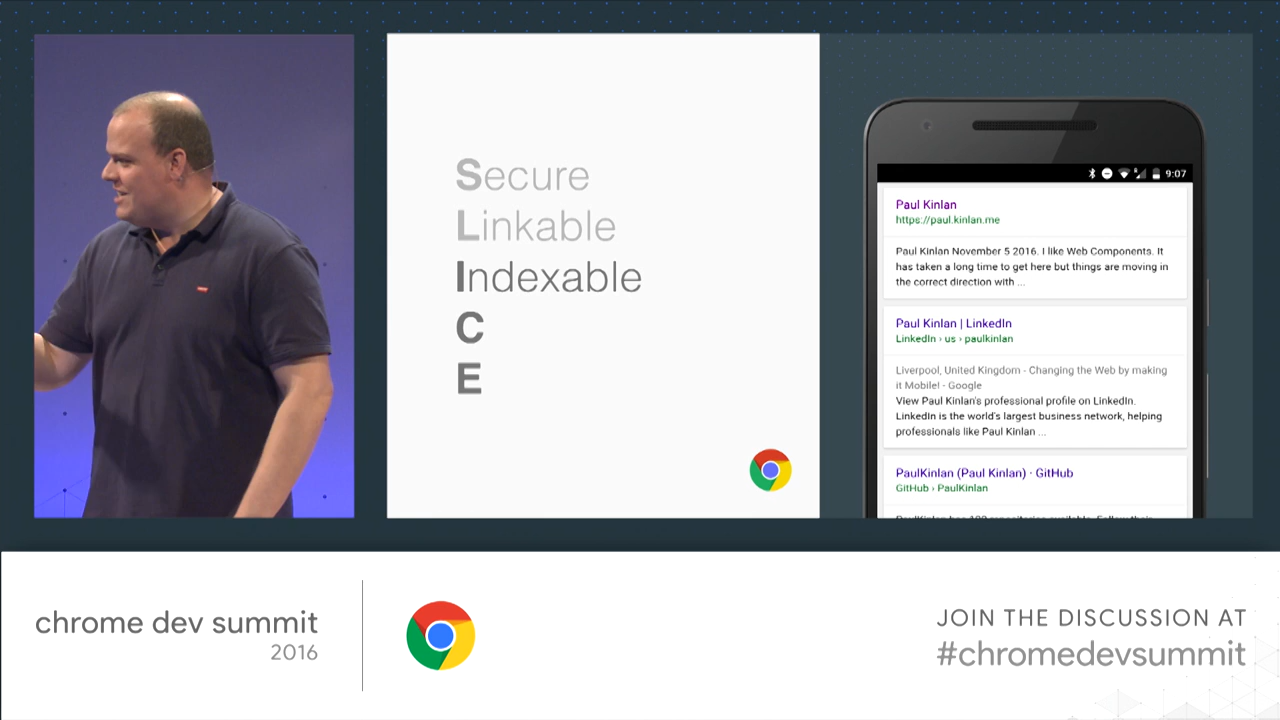 Secure
Linkable
Indexable
C
E
9:07
Paul Kinlan
https://paul.kinlan.me
Paul Kinlan November 5 2016. I like Web Components. It
has taken a long time to get here but things are moving in
the correct direction with ...
Paul Kinlan | LinkedIn
LinkedIn › us › paulkinlan
Liverpool, United Kingdom - Changing the Web by making
it Mobile! - Google
View Paul Kinlan's professional profile on LinkedIn.
LinkedIn is the world's largest business network, helping
professionals like Paul Kinlan ...
PaulKinlan (Paul Kinlan) · GitHub
GitHub › PaulKinlan
chrome dev summit
2016
JOIN THE DISCUSSION AT
#chromedevsummit